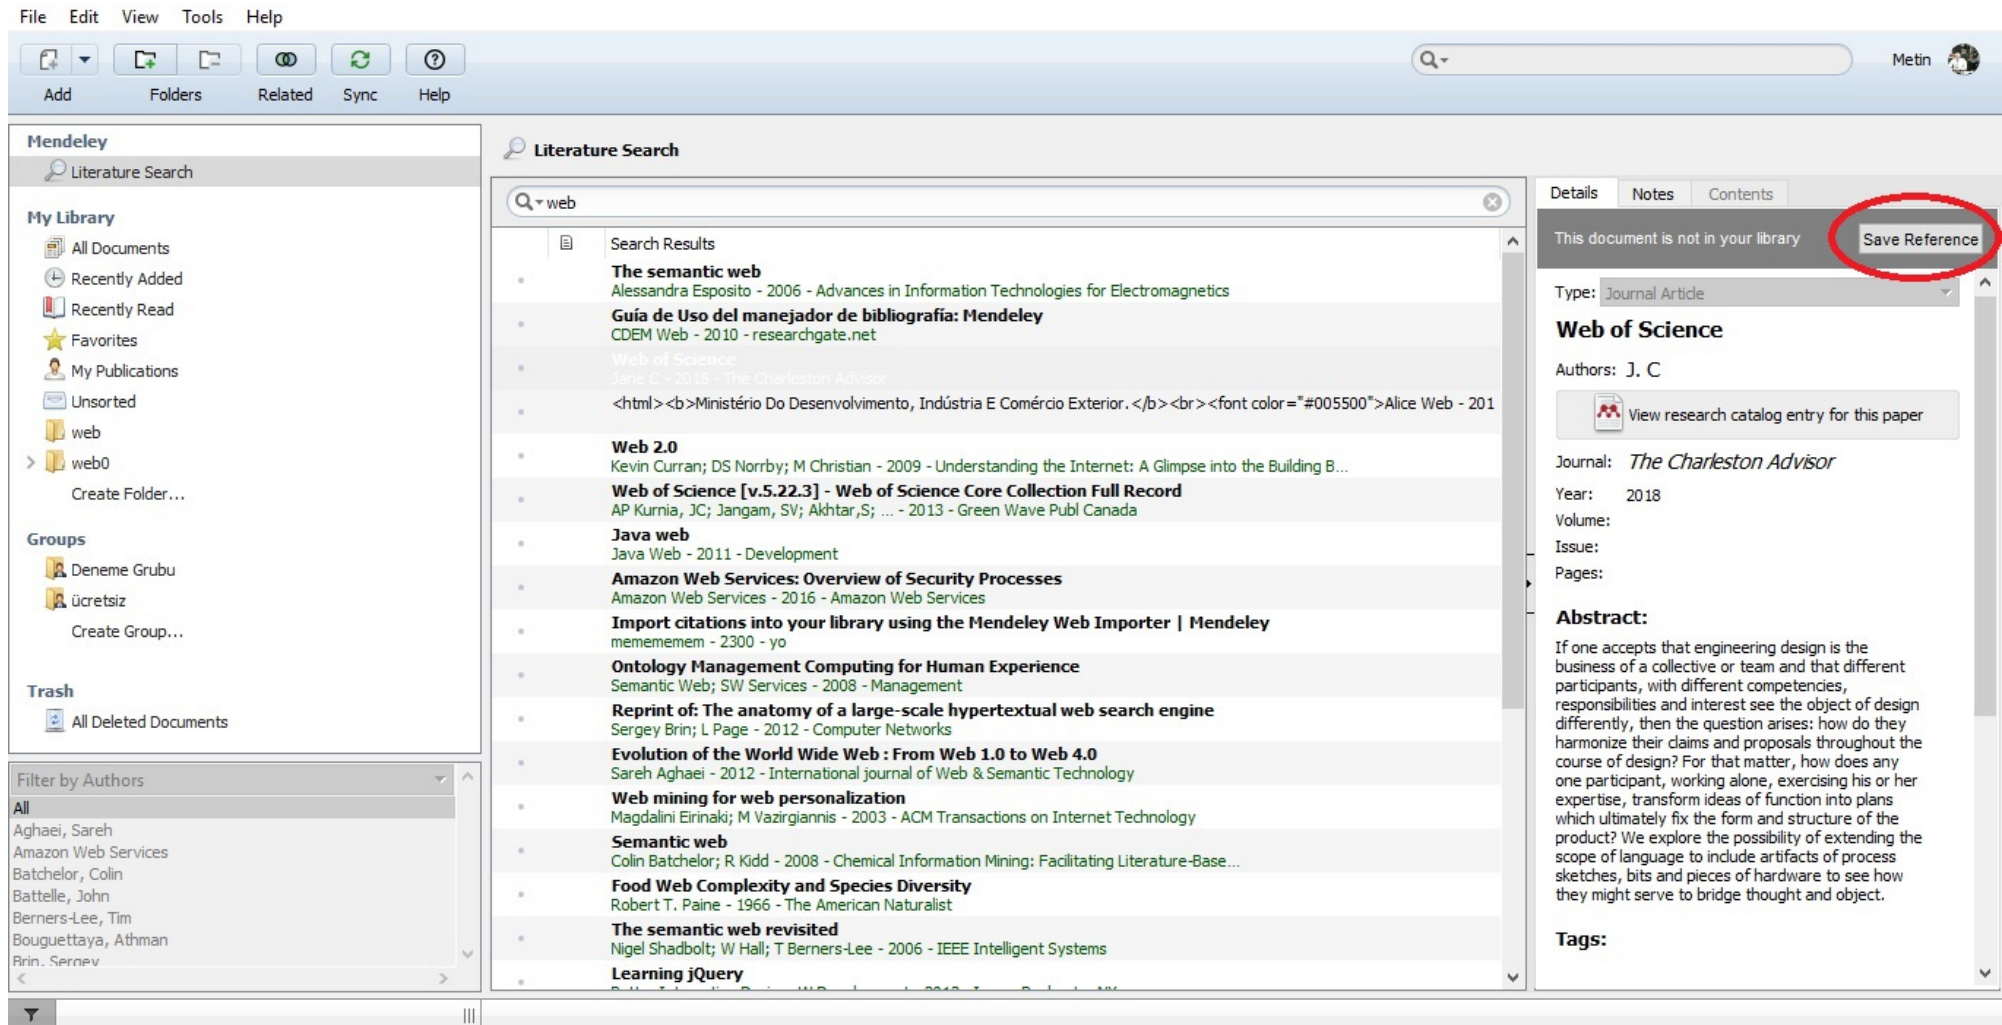 File Edit View Tools Help
Metin
Add Folders Related Sync Help
Mendeley
Literature Search
My Library
All Documents
Recently Added
Recently Read
Favorites
My Publications
Unsorted
web
web0
Create Folder...
Groups
Deneme Grubu
ücretsiz
Create Group...
Trash
All Deleted Documents
Filter by Authors
All
Aghaei, Sareh
Amazon Web Services
Batchelor, Colin
Battelle, John
Berners-Lee, Tim
Bouguettaya, Athman
Brin, Sergey
Literature Search
web
Search Results
The semantic web
Alessandra Esposito - 2006 - Advances in Information Technologies for Electromagnetics
Guía de Uso del manejador de bibliografía: Mendeley
CDEM Web - 2010 - researchgate.net
Web of Science
Jane C - 2018 - The Charleston Advisor
<html><b>Ministério Do Desenvolvimento, Indústria E Comércio Exterior.</b><br><font color="#005500">Alice Web - 201
Web 2.0
Kevin Curran; DS Norrby; M Christian - 2009 - Understanding the Internet: A Glimpse into the Building B...
Web of Science [v.5.22.3] - Web of Science Core Collection Full Record
AP Kurnia, JC; Jangam, SV; Akhtar,S; ... - 2013 - Green Wave Publ Canada
Java web
Java Web - 2011 - Development
Amazon Web Services: Overview of Security Processes
Amazon Web Services - 2016 - Amazon Web Services
Import citations into your library using the Mendeley Web Importer | Mendeley
memememem - 2300 - yo
Ontology Management Computing for Human Experience
Semantic Web; SW Services - 2008 - Management
Reprint of: The anatomy of a large-scale hypertextual web search engine
Sergey Brin; L Page - 2012 - Computer Networks
Evolution of the World Wide Web : From Web 1.0 to Web 4.0
Sareh Aghaei - 2012 - International journal of Web & Semantic Technology
Web mining for web personalization
Magdalini Eirinaki; M Vazirgiannis - 2003 - ACM Transactions on Internet Technology
Semantic web
Colin Batchelor; R Kidd - 2008 - Chemical Information Mining: Facilitating Literature-Base...
Food Web Complexity and Species Diversity
Robert T. Paine - 1966 - The American Naturalist
The semantic web revisited
Nigel Shadbolt; W Hall; T Berners-Lee - 2006 - IEEE Intelligent Systems
Learning jQuery
Details Notes Contents
This document is not in your library Save Reference
Type: Journal Article
Web of Science
Authors: J. C
View research catalog entry for this paper
Journal: The Charleston Advisor
Year: 2018
Volume:
Issue:
Pages:
Abstract:
If one accepts that engineering design is the
business of a collective or team and that different
participants, with different competencies,
responsibilities and interest see the object of design
differently, then the question arises: how do they
harmonize their claims and proposals throughout the
course of design? For that matter, how does any
one participant, working alone, exercising his or her
expertise, transform ideas of function into plans
which ultimately fix the form and structure of the
product? We explore the possibility of extending the
scope of language to include artifacts of process
sketches, bits and pieces of hardware to see how
they might serve to bridge thought and object.
Tags: